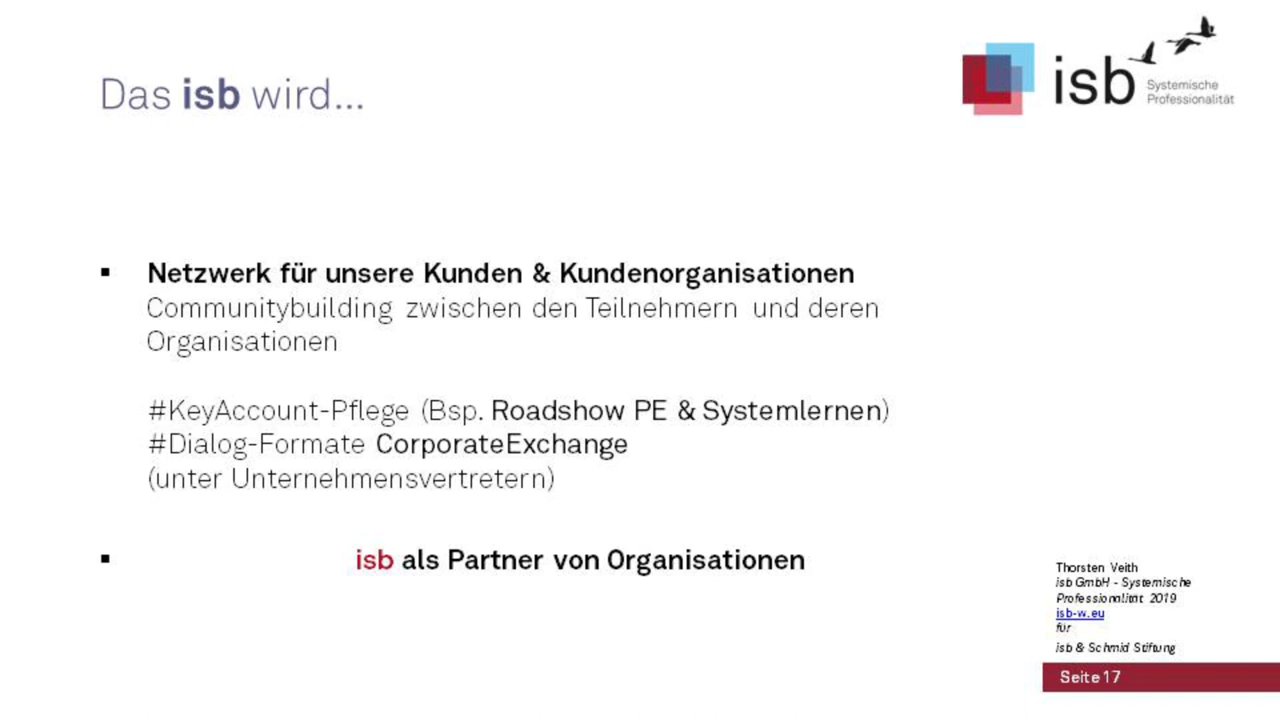 Das isb wird...
isb
Systemische
Professionalität
▪ Netzwerk für unsere Kunden & Kundenorganisationen
Communitybuilding zwischen den Teilnehmern und deren
Organisationen
#KeyAccount-Pflege (Bsp. Roadshow PE & Systemlernen)
#Dialog-Formate CorporateExchange
(unter Unternehmensvertretern)
▪ isb als Partner von Organisationen
Thorsten Veith
isb GmbH - Systemische
Professionalität 2019
isb-w.eu
für
isb & Schmid Stiftung
Seite 17